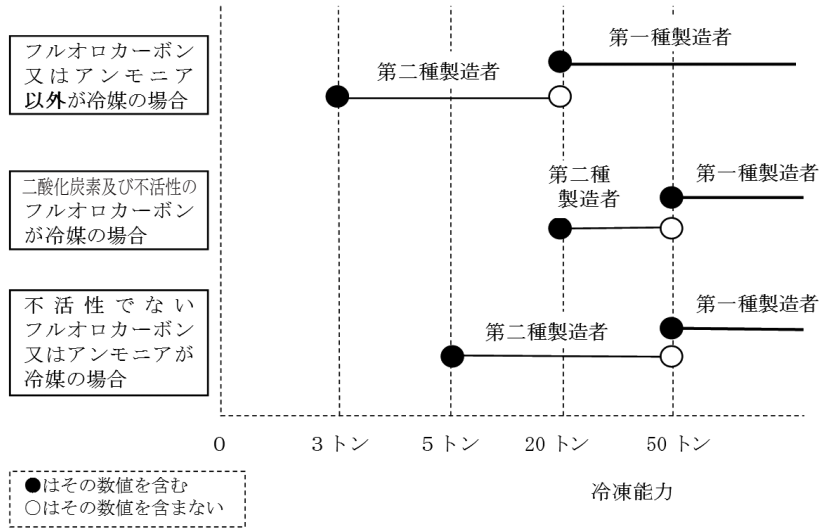 フルオロカーボン
又はアンモニア
以外が冷媒の場合
第二種製造者
第一種製造者
二酸化炭素及び不活性の
フルオロカーボン
が冷媒の場合
第二種
製造者
第一種製造者
不活性でない
フルオロカーボン
又はアンモニアが
冷媒の場合
第二種製造者
第一種製造者
0
3トン
5トン
20トン
50トン
冷凍能力
●はその数値を含む
○はその数値を含まない